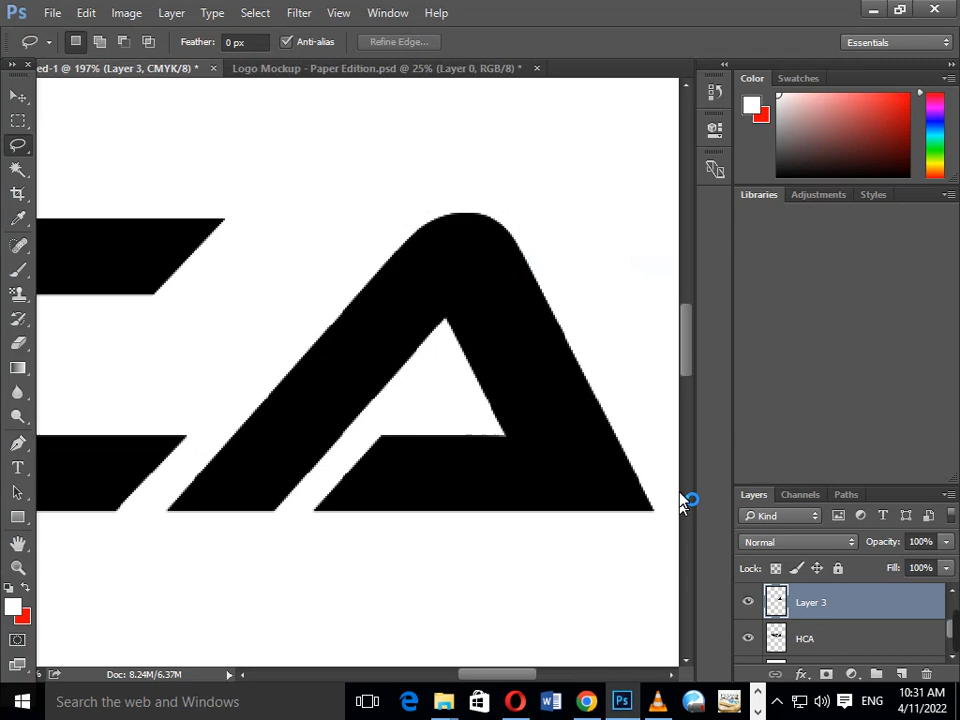 Ps File Edit Image Layer Type Select Filter View Window Help
Feather: 0 px Anti-alias Refine Edge... Essentials
ed-1 @ 197% (Layer 3, CMYK/8) * × Logo Mockup - Paper Edition.psd @ 25% (Layer 0, RGB/8) * ×
Color Swatches
Libraries Adjustments Styles
CA
Layers Channels Paths
Kind
Normal Opacity: 100%
Lock: Fill: 100%
Layer 3
HCA
% Doc: 8.24M/6.37M
Search the web and Windows
ENG
10:31 AM
4/11/2022